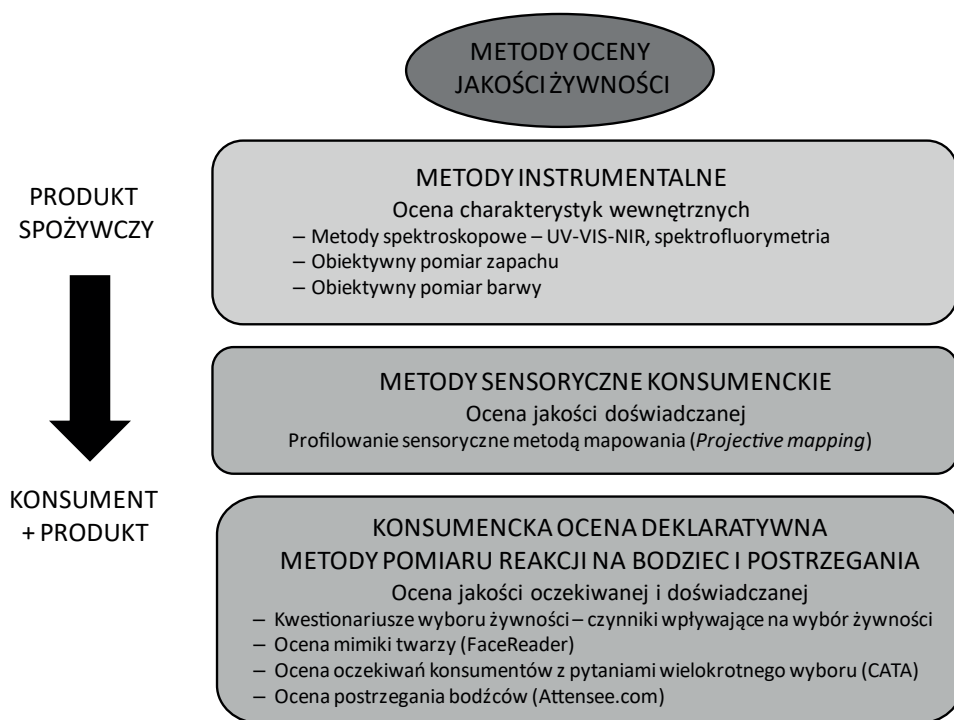 METODY OCENY
JAKOŚCI ŻYWNOŚCI
PRODUKT
SPOŻYWCZY
KONSUMENT
+ PRODUKT
METODY INSTRUMENTALNE
Ocena charakterystyk wewnętrznych
– Metody spektroskopowe – UV-VIS-NIR, spektrofluorymetria
– Obiektywny pomiar zapachu
– Obiektywny pomiar barwy
METODY SENSORYCZNE KONSUMENCKIE
Ocena jakości doświadczanej
Profilowanie sensoryczne metodą mapowania (Projective mapping)
KONSUMENCKA OCENA DEKLARATYWNA
METODY POMIARU REAKCJI NA BODZIEC I POSTRZEGANIA
Ocena jakości oczekiwanej i doświadczanej
– Kwestionariusze wyboru żywności – czynniki wpływające na wybór żywności
– Ocena mimiki twarzy (FaceReader)
– Ocena oczekiwań konsumentów z pytaniami wielokrotnego wyboru (CATA)
– Ocena postrzegania bodźców (Attensee.com)